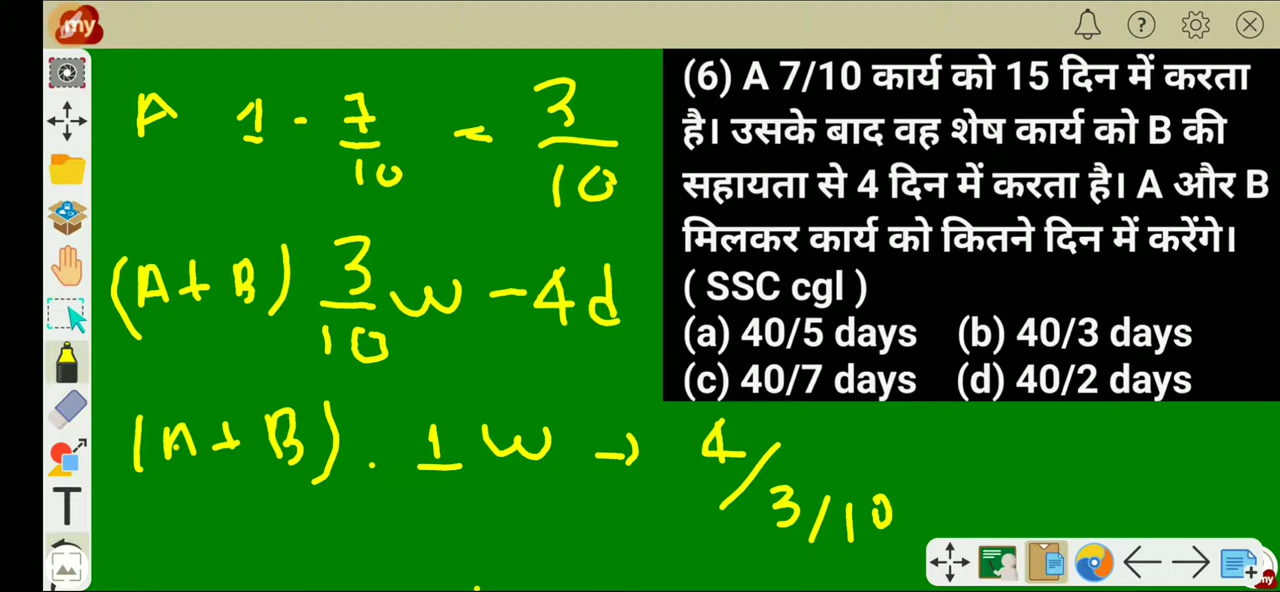 my
A 1 - 7/10 = 3/10
(A + B) 3/10 W - 4d
(A + B). 1 W → 4/3/10
(6) A 7/10 कार्य को 15 दिन में करता
है। उसके बाद वह शेष कार्य को B की
सहायता से 4 दिन में करता है। A और B
मिलकर कार्य को कितने दिन में करेंगे।
( SSC cgl )
(a) 40/5 days (b) 40/3 days
(c) 40/7 days (d) 40/2 days
T
my